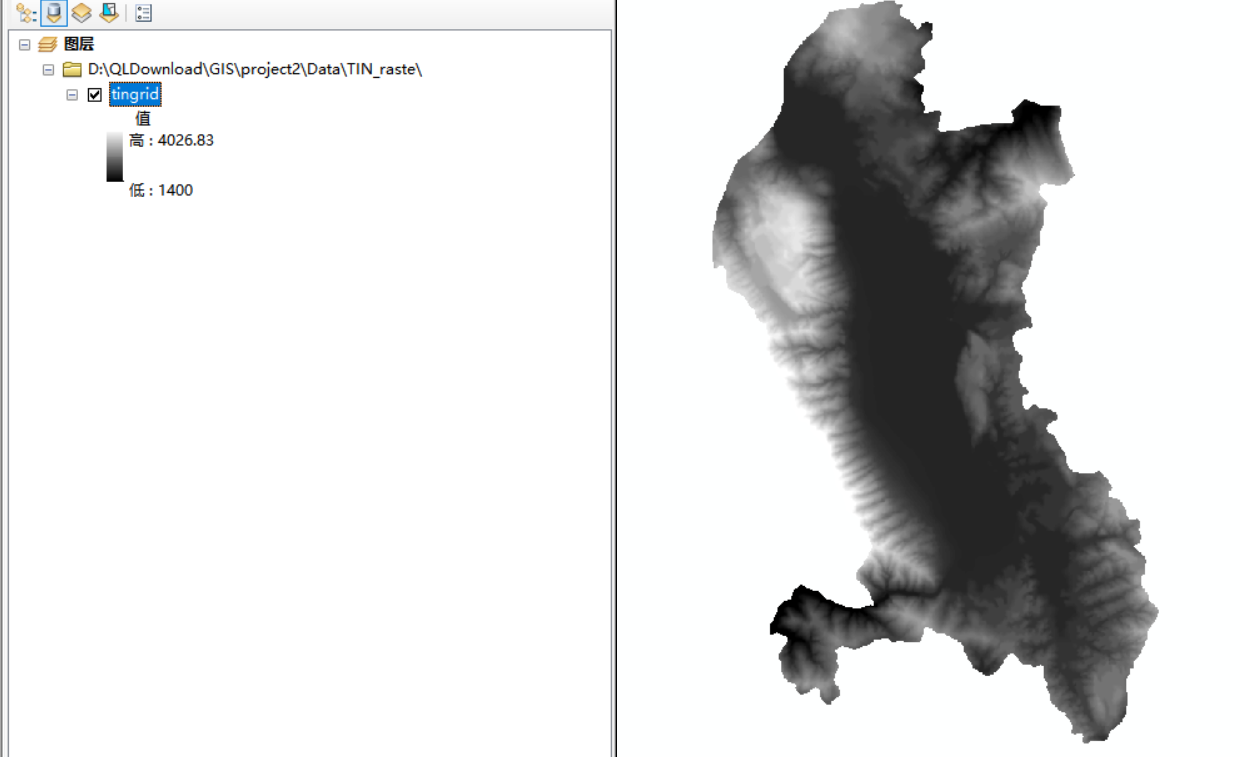 图层
D:\QLDownload\GIS\project2\Data\TIN_raste\
tingrid
值
高 : 4026.83
低 : 1400